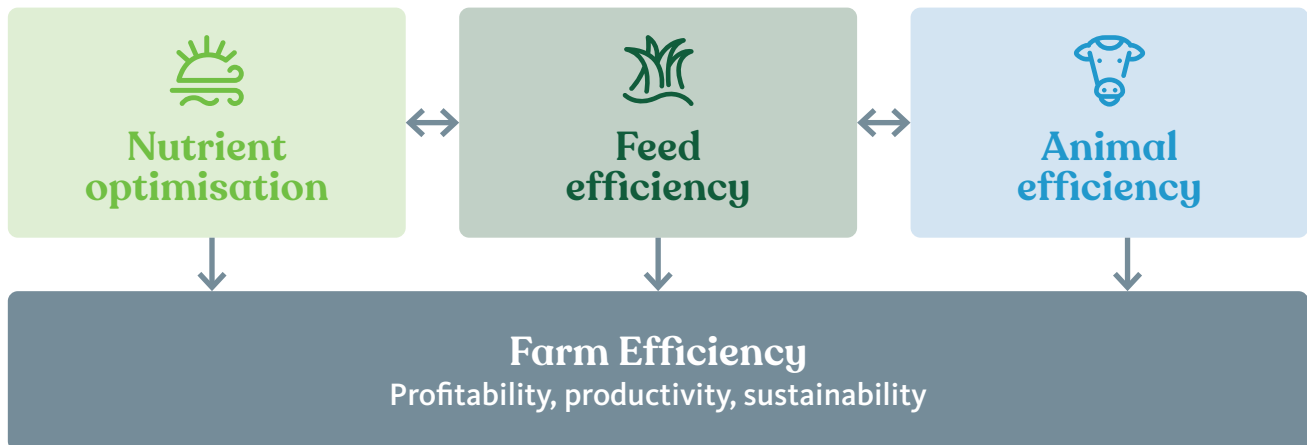 Nutrient
optimisation
Feed
efficiency
Animal
efficiency
Farm Efficiency
Profitability, productivity, sustainability